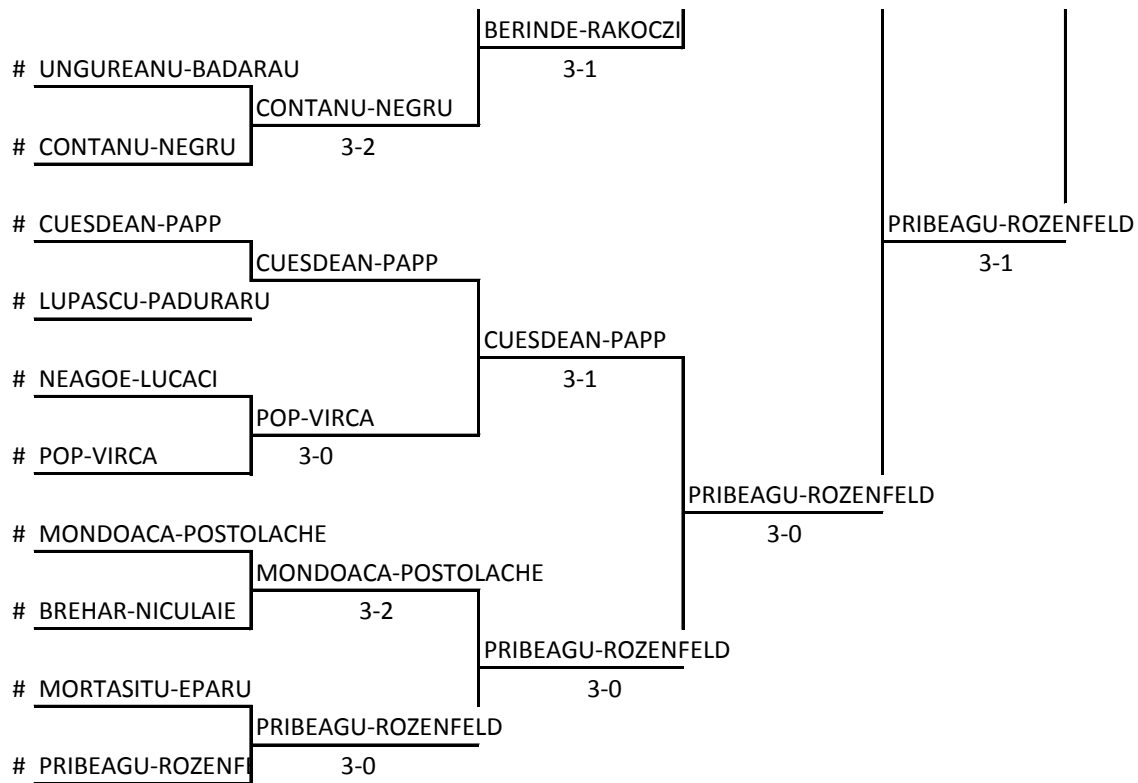 BERINDE-RAKOCZI
# UNGUREANU-BADARAU 3-1
CONTANU-NEGRU
# CONTANU-NEGRU 3-2
# CUESDEAN-PAPP PRIBEAGU-ROZENFELD
CUESDEAN-PAPP 3-1
# LUPASCU-PADURARU
CUESDEAN-PAPP
# NEAGOE-LUCACI 3-1
POP-VIRCA
# POP-VIRCA 3-0
PRIBEAGU-ROZENFELD
# MONDOACA-POSTOLACHE 3-0
MONDOACA-POSTOLACHE
# BREHAR-NICULAIE 3-2
PRIBEAGU-ROZENFELD
# MORTASITU-EPARU 3-0
PRIBEAGU-ROZENFELD
# PRIBEAGU-ROZENFI 3-0